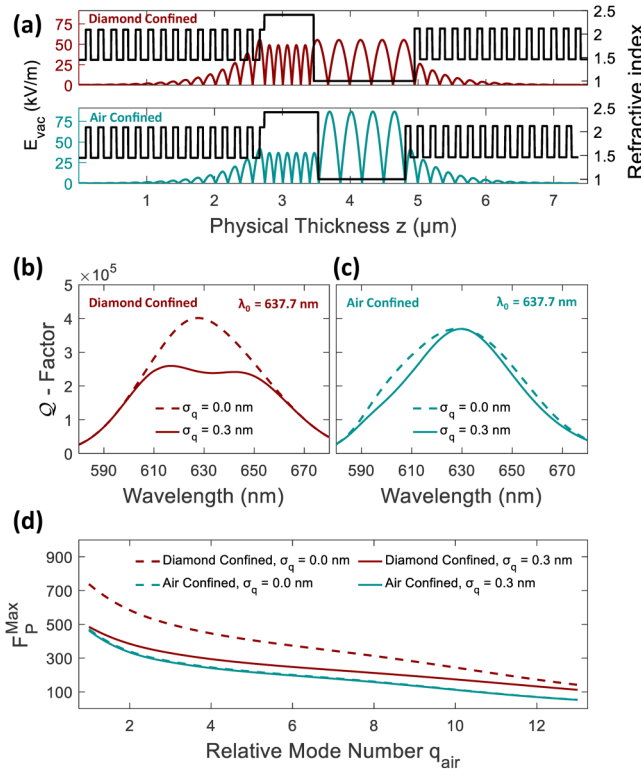 (a)
Diamond Confined
75
50
25
0
2.5
2
1.5
1
Air Confined
75
50
25
0
2.5
2
1.5
1
E_vac (kV/m)
Refractive index
1 2 3 4 5 6 7
Physical Thickness z (μm)
(b)
× 10^5
Diamond Confined λ_0 = 637.7 nm
5
4
3
2
1
0
Q - Factor
σ_q = 0.0 nm
σ_q = 0.3 nm
590 610 630 650 670
Wavelength (nm)
(c)
Air Confined λ_0 = 637.7 nm
σ_q = 0.0 nm
σ_q = 0.3 nm
590 610 630 650 670
Wavelength (nm)
(d)
900
700
500
300
100
F_P^Max
Diamond Confined, σ_q = 0.0 nm
Diamond Confined, σ_q = 0.3 nm
Air Confined, σ_q = 0.0 nm
Air Confined, σ_q = 0.3 nm
2 4 6 8 10 12
Relative Mode Number q_air